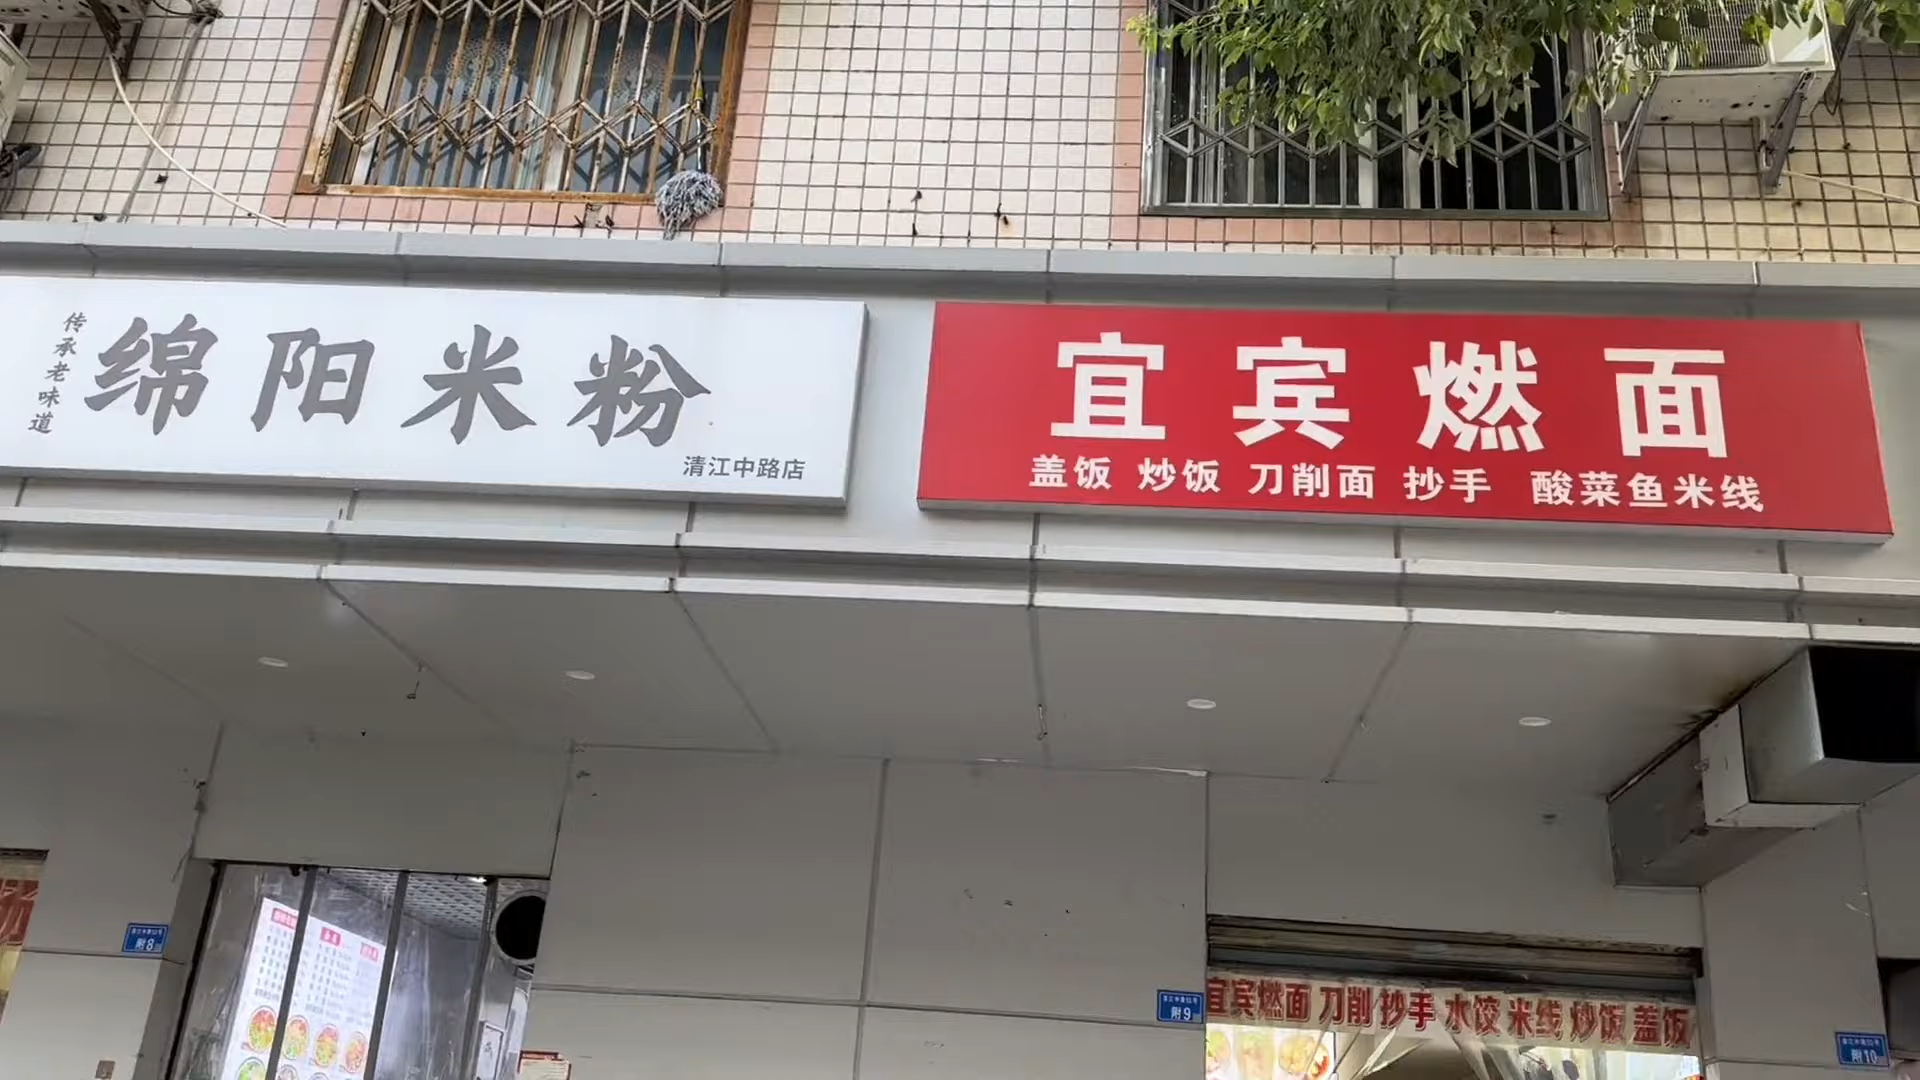 传承老味道
绵阳米粉
清江中路店
宜宾燃面
盖饭 炒饭 刀削面 抄手 酸菜鱼米线
附8
附9
宜宾燃面 刀削 抄手 水饺 米线 炒饭 盖饭
附10